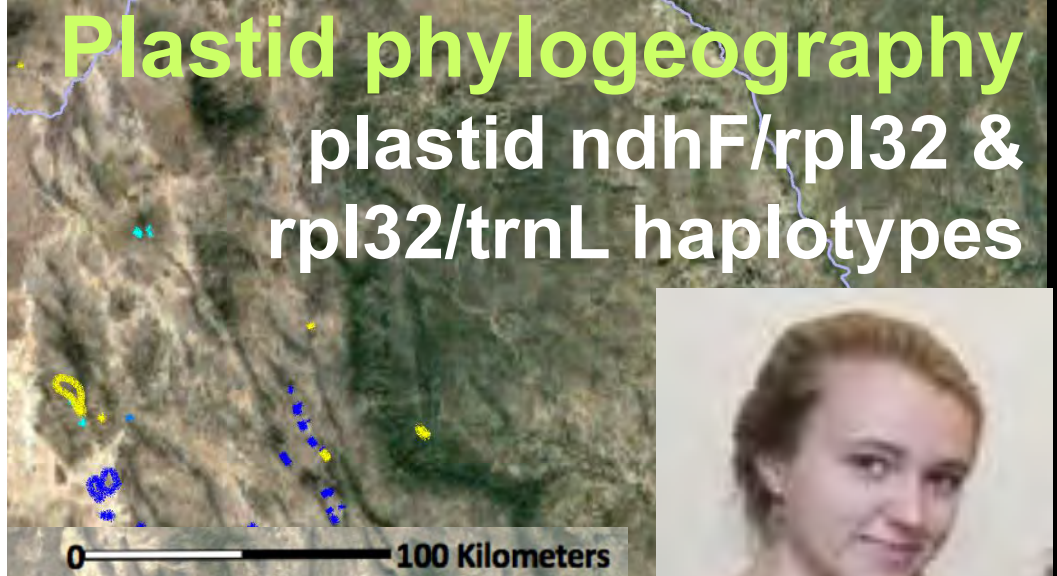 Plastid phylogeography
plastid ndhF/rpl32 &
rpl32/trnL haplotypes
0 100 Kilometers